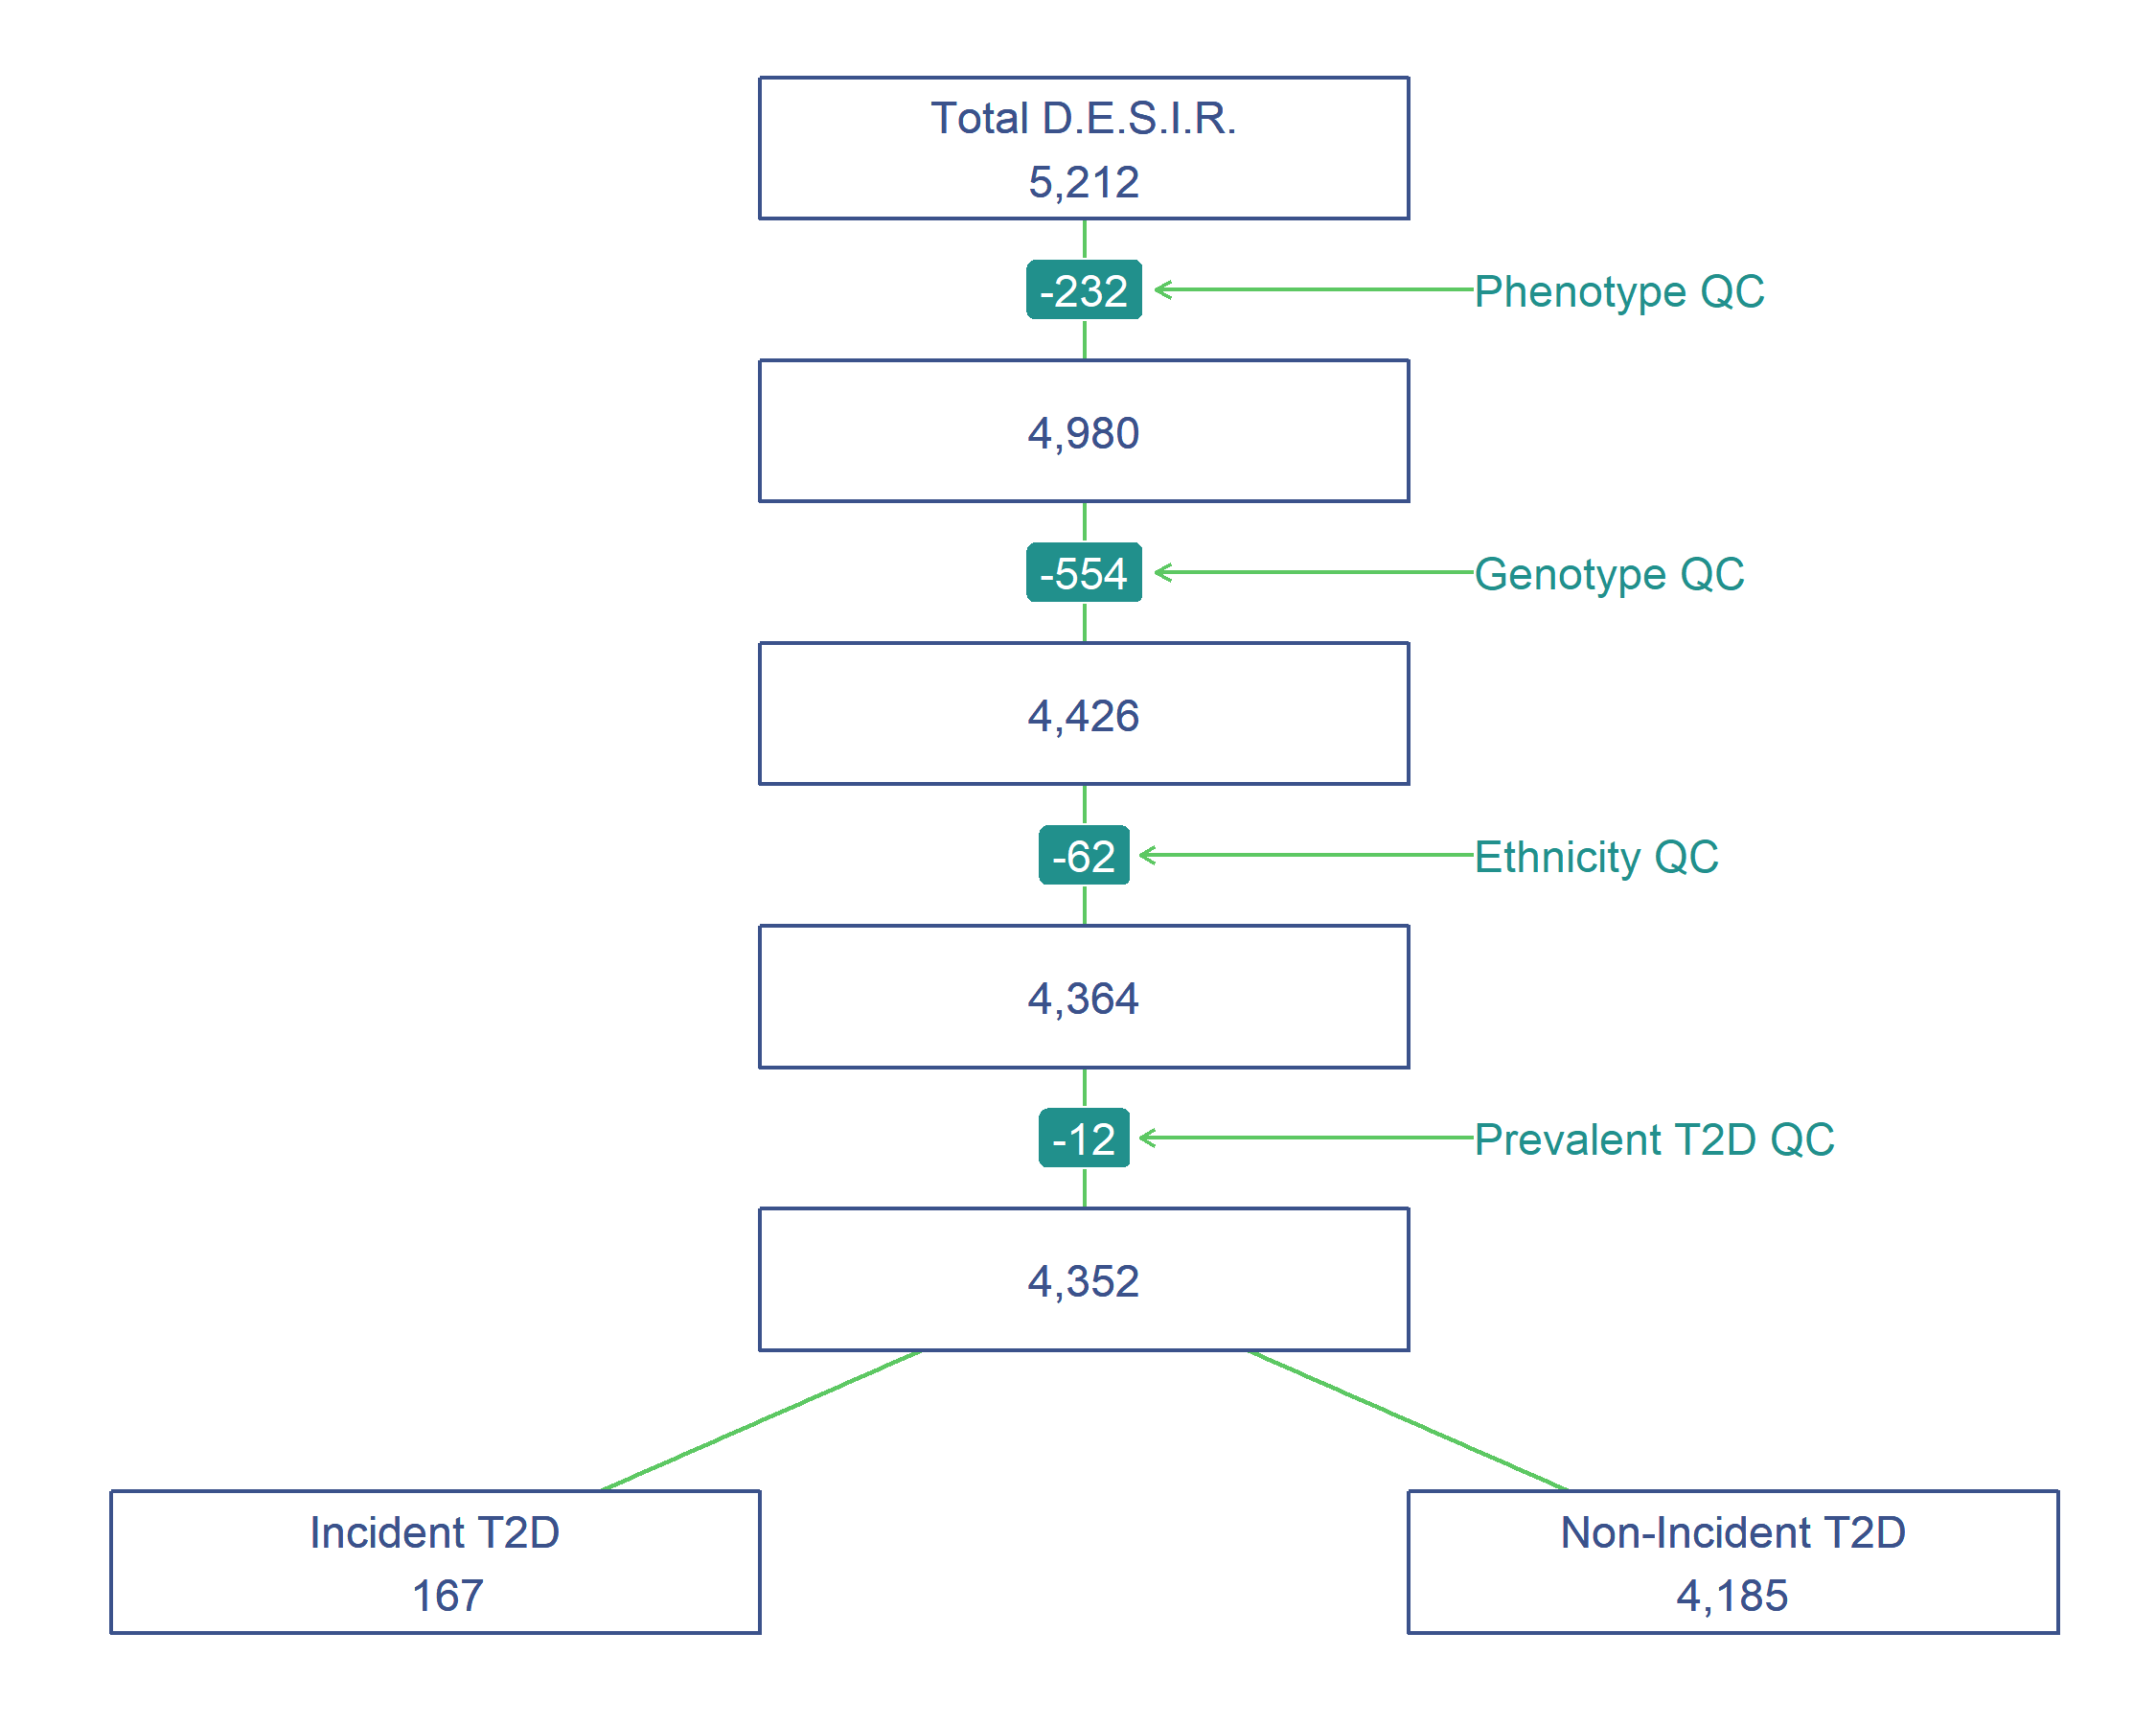 Total D.E.S.I.R.
5,212
-232
Phenotype QC
4,980
-554
Genotype QC
4,426
-62
Ethnicity QC
4,364
-12
Prevalent T2D QC
4,352
Incident T2D
167
Non-Incident T2D
4,185